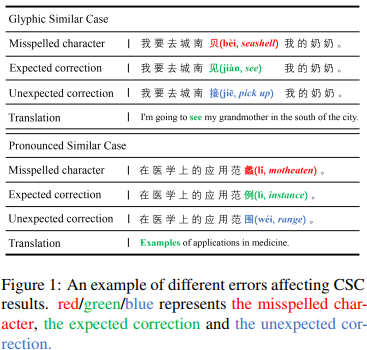 Glyphic Similar Case
Misspelled character | 我 要 去 城 南 贝(bèi, seashell) 我 的 奶 奶 。
Expected correction | 我 要 去 城 南 见(jiàn, see) 我 的 奶 奶 。
Unexpected correction | 我 要 去 城 南 接(jiē, pick up) 我 的 奶 奶 。
Translation | I'm going to see my grandmother in the south of the city.
Pronounced Similar Case
Misspelled character | 在 医 学 上 的 应 用 范 蠡(lǐ, motheaten) 。
Expected correction | 在 医 学 上 的 应 用 范 例(lì, instance) 。
Unexpected correction | 在 医 学 上 的 应 用 范 围(wéi, range) 。
Translation | Examples of applications in medicine.
Figure 1: An example of different errors affecting CSC
results. red/green/blue represents the misspelled char-
acter, the expected correction and the unexpected cor-
rection.